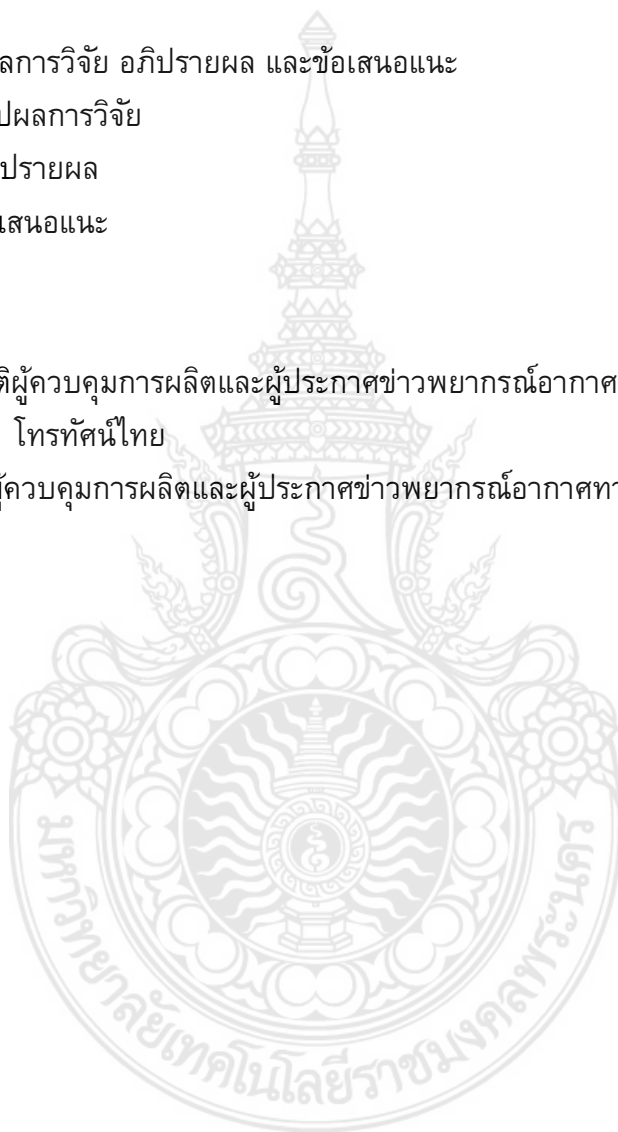 ลการวิจัย อภิปรายผล และข้อเสนอแนะ
ปผลการวิจัย
ปรายผล
เสนอแนะ
ติผู้ควบคุมการผลิตและผู้ประกาศข่าวพยากรณ์อากาศ
โทรทัศน์ไทย
ผู้ควบคุมการผลิตและผู้ประกาศข่าวพยากรณ์อากาศทา
มหาวิทยาลัยเทคโนโลยีราชมงคลพระนคร